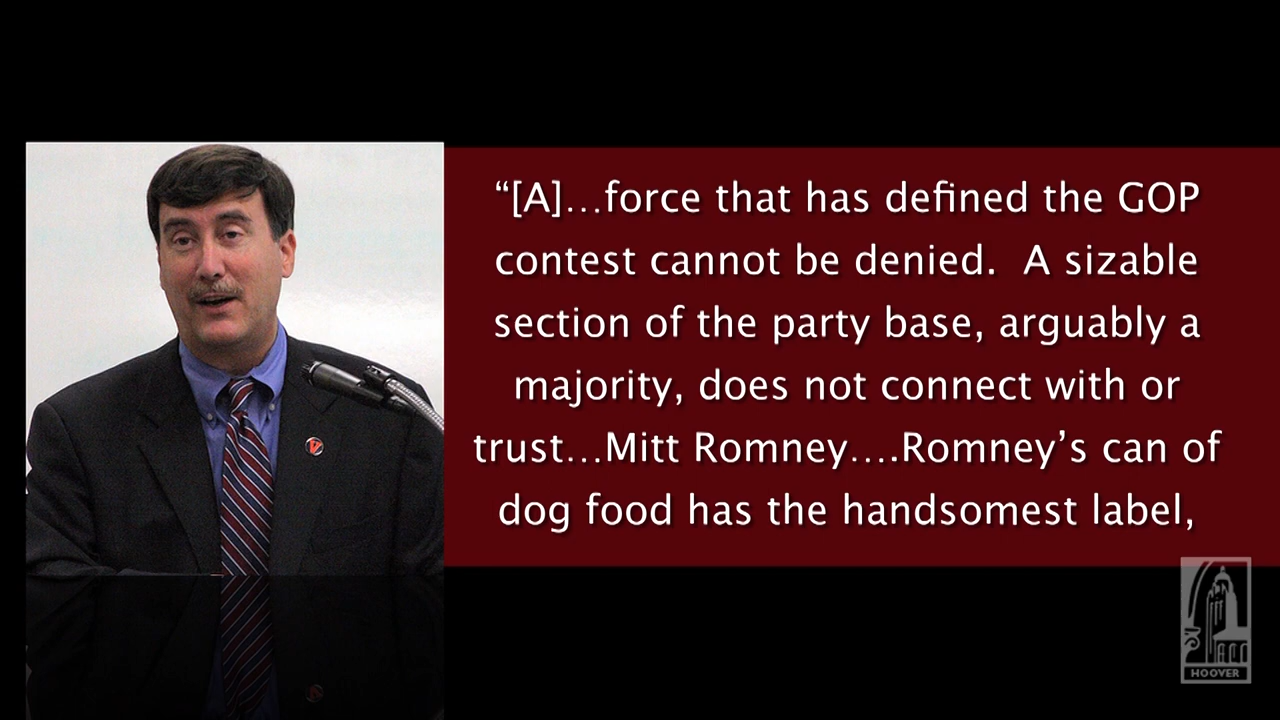 “[A]…force that has defined the GOP
contest cannot be denied.  A sizable
section of the party base, arguably a
majority, does not connect with or
trust…Mitt Romney….Romney’s can of
dog food has the handsomest label,
HOOVER